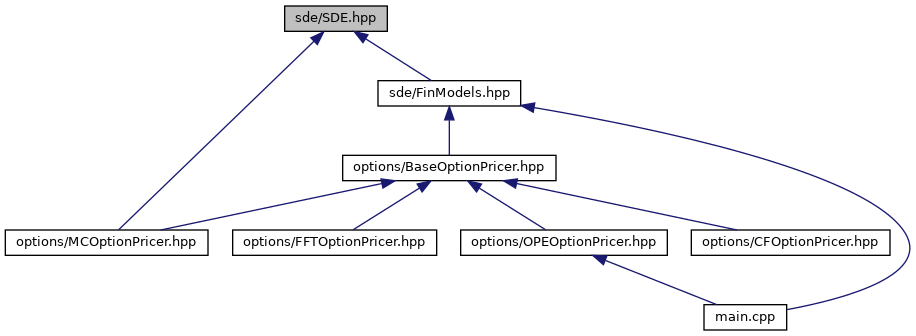 sde/SDE.hpp
sde/FinModels.hpp
options/BaseOptionPricer.hpp
options/MCOptionPricer.hpp
options/FFTOptionPricer.hpp
options/OPEOptionPricer.hpp
options/CFOptionPricer.hpp
main.cpp